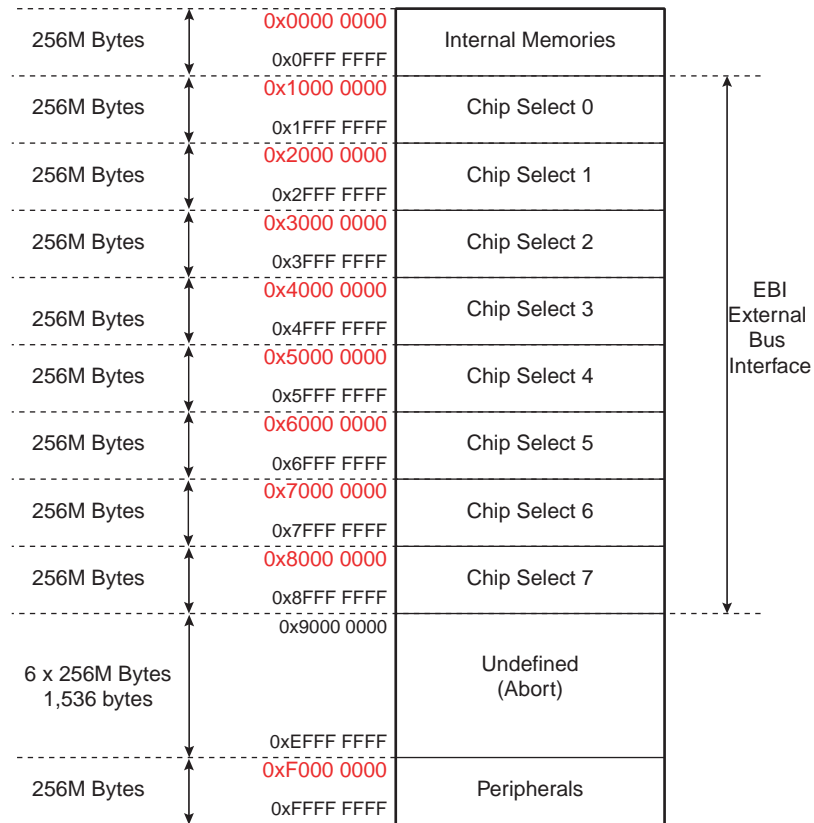 256M Bytes
0x0000 0000
0x0FFF FFFF
Internal Memories
256M Bytes
0x1000 0000
0x1FFF FFFF
Chip Select 0
256M Bytes
0x2000 0000
0x2FFF FFFF
Chip Select 1
256M Bytes
0x3000 0000
0x3FFF FFFF
Chip Select 2
256M Bytes
0x4000 0000
0x4FFF FFFF
Chip Select 3
256M Bytes
0x5000 0000
0x5FFF FFFF
Chip Select 4
256M Bytes
0x6000 0000
0x6FFF FFFF
Chip Select 5
256M Bytes
0x7000 0000
0x7FFF FFFF
Chip Select 6
256M Bytes
0x8000 0000
0x8FFF FFFF
Chip Select 7
EBI
External
Bus
Interface
6 x 256M Bytes
1,536 bytes
0x9000 0000
0xEFFF FFFF
Undefined
(Abort)
256M Bytes
0xF000 0000
0xFFFF FFFF
Peripherals